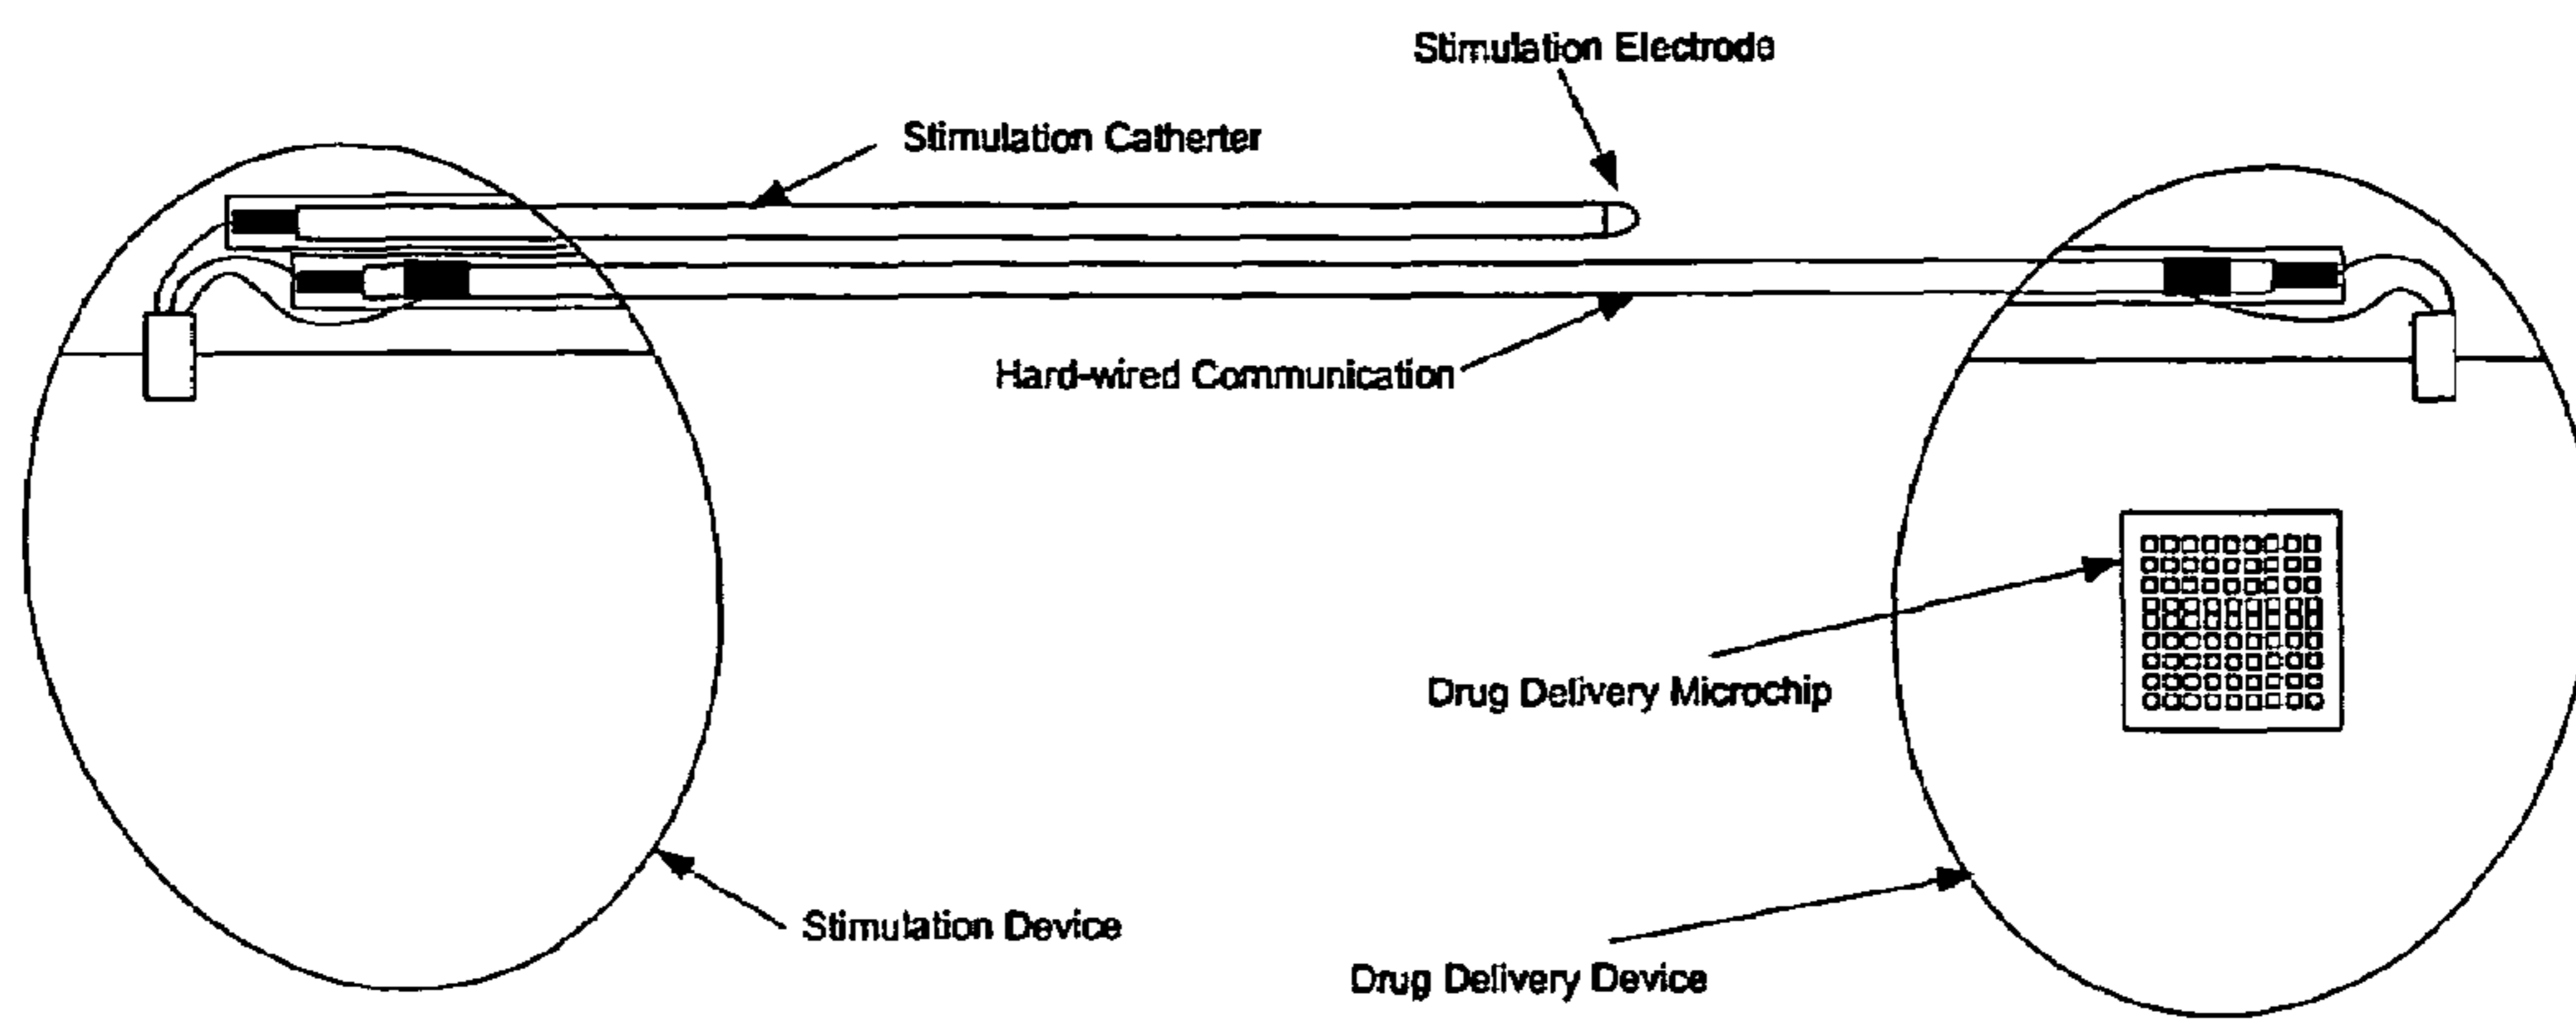 Stimulation Electrode
Stimulation Catherter
Hard-wired Communication
Drug Delivery Microchip
Stimulation Device
Drug Delivery Device